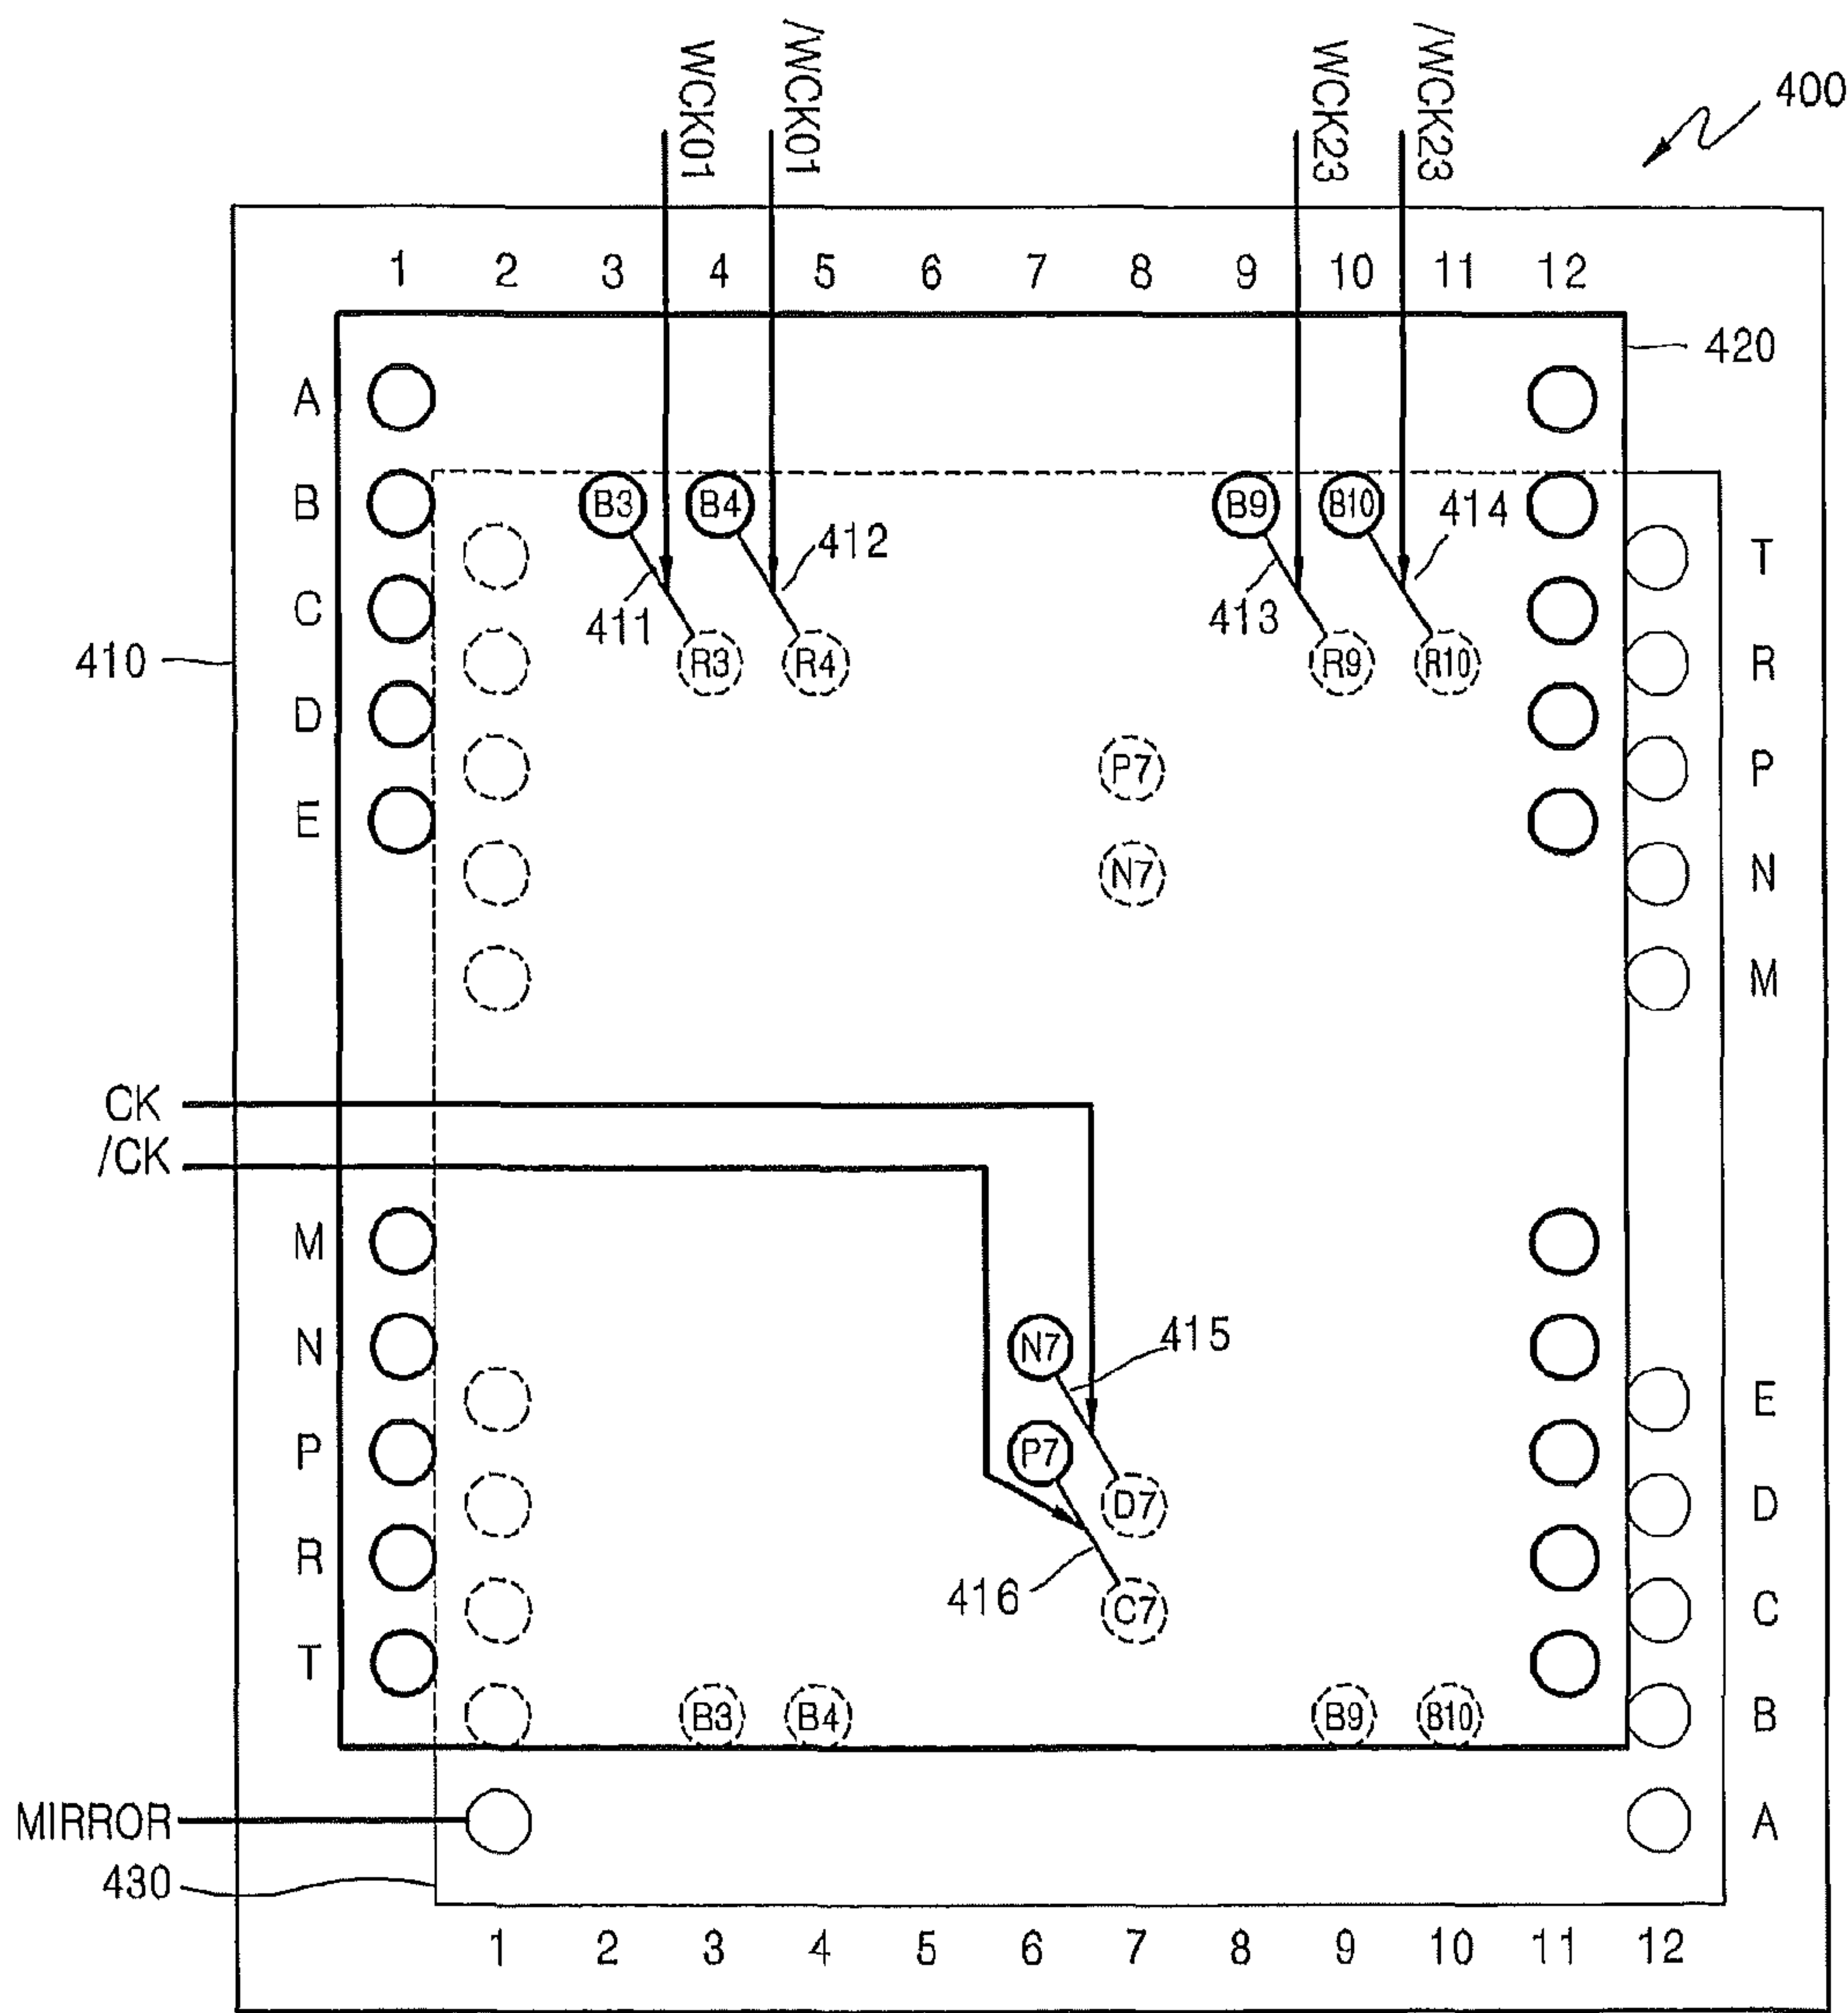 WCK01 /WCK01 WCK23 /WCK23
400
1 2 3 4 5 6 7 8 9 10 11 12
420
A
B B3 B4 B9 B10 414
412 T
C 411 413
410 R3 R4 R9 R10 R
D
P7 P
E
N7 N
M
CK
/CK
M
N N7 415
E
P P7
D7 D
R 416 C7 C
T
B3 B4 B9 B10 B
MIRROR A
430
1 2 3 4 5 6 7 8 9 10 11 12